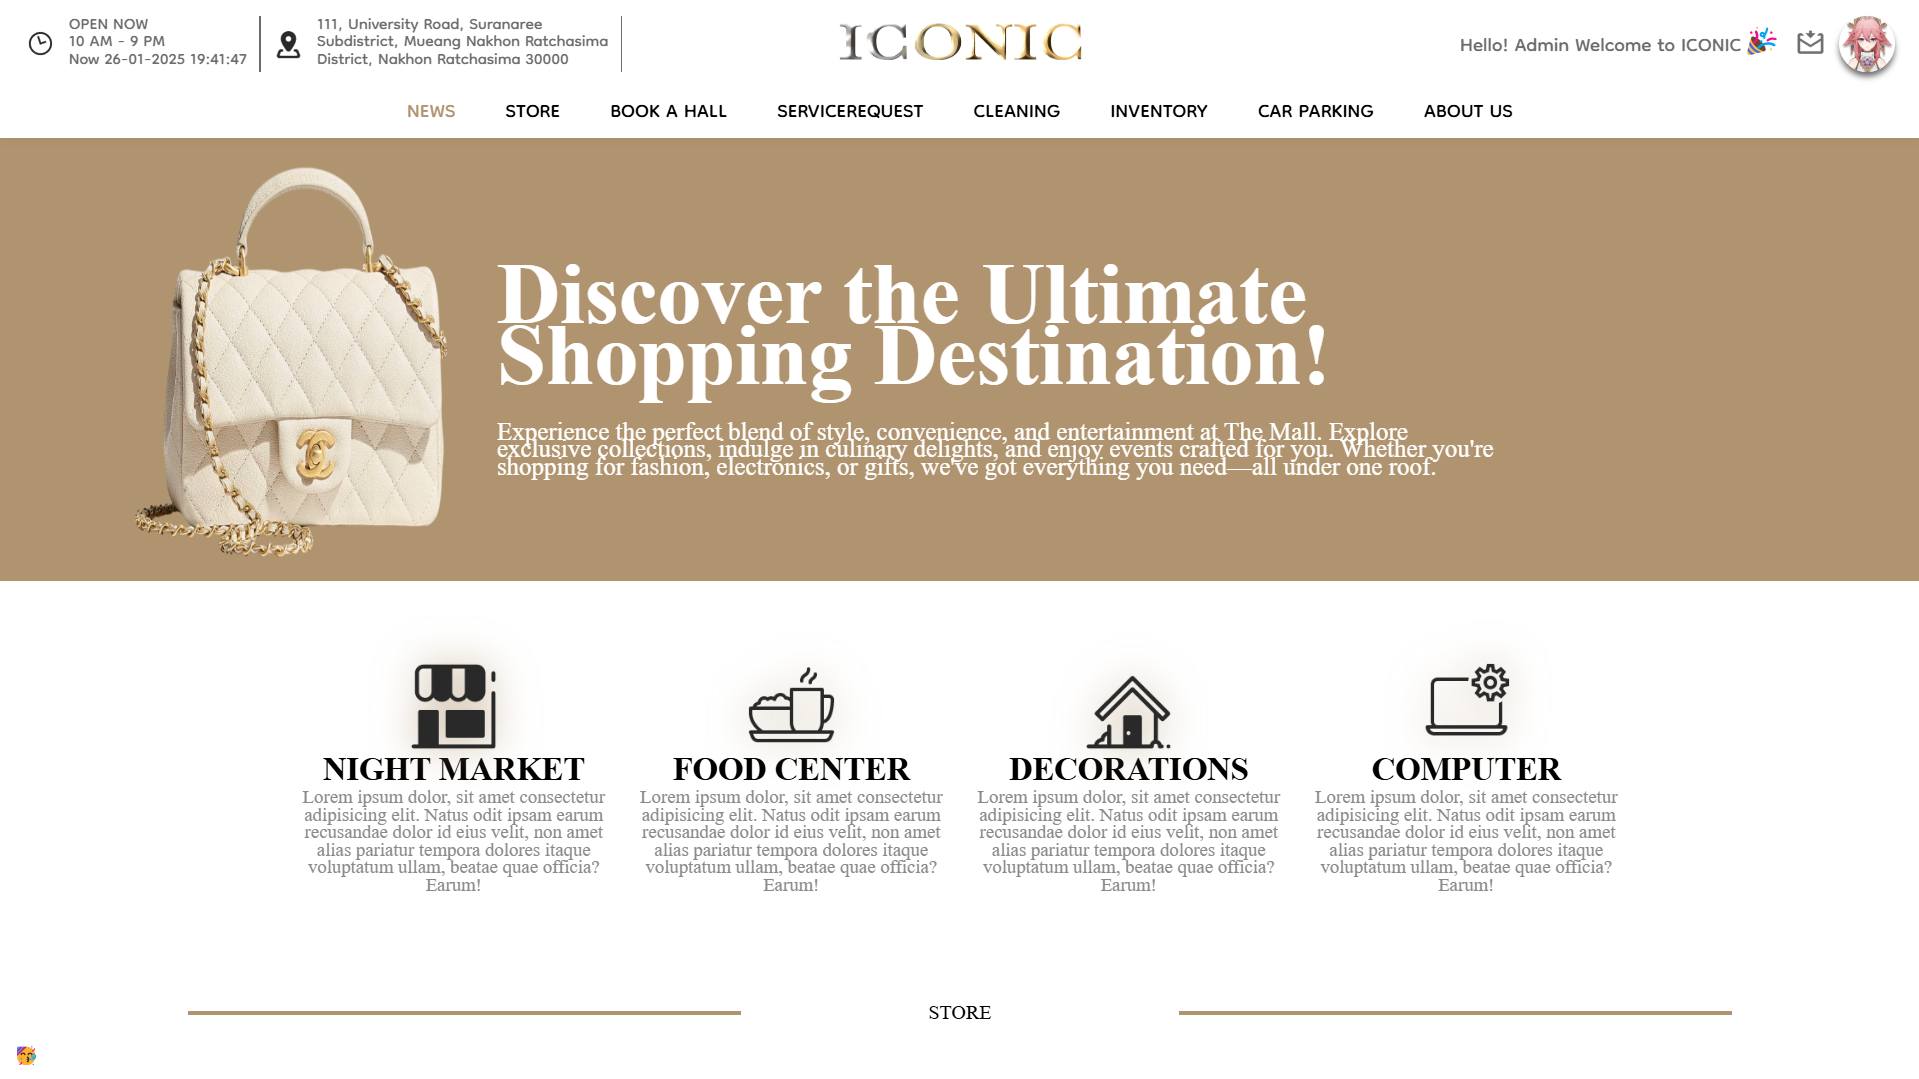 OPEN NOW
10 AM - 9 PM
Now 26-01-2025 19:41:47
111, University Road, Suranaree
Subdistrict, Mueang Nakhon Ratchasima
District, Nakhon Ratchasima 30000
ICONIC
Hello! Admin Welcome to ICONIC 🎉
NEWS STORE BOOK A HALL SERVICEREQUEST CLEANING INVENTORY CAR PARKING ABOUT US
Discover the Ultimate
Shopping Destination!
Experience the perfect blend of style, convenience, and entertainment at The Mall. Explore
exclusive collections, indulge in culinary delights, and enjoy events crafted for you. Whether you're
shopping for fashion, electronics, or gifts, we've got everything you need—all under one roof.
NIGHT MARKET
Lorem ipsum dolor, sit amet consectetur
adipisicing elit. Natus odit ipsam earum
recusandae dolor id eius velit, non amet
alias pariatur tempora dolores itaque
voluptatum ullam, beatae quae officia?
Earum!
FOOD CENTER
Lorem ipsum dolor, sit amet consectetur
adipisicing elit. Natus odit ipsam earum
recusandae dolor id eius velit, non amet
alias pariatur tempora dolores itaque
voluptatum ullam, beatae quae officia?
Earum!
DECORATIONS
Lorem ipsum dolor, sit amet consectetur
adipisicing elit. Natus odit ipsam earum
recusandae dolor id eius velit, non amet
alias pariatur tempora dolores itaque
voluptatum ullam, beatae quae officia?
Earum!
COMPUTER
Lorem ipsum dolor, sit amet consectetur
adipisicing elit. Natus odit ipsam earum
recusandae dolor id eius velit, non amet
alias pariatur tempora dolores itaque
voluptatum ullam, beatae quae officia?
Earum!
STORE